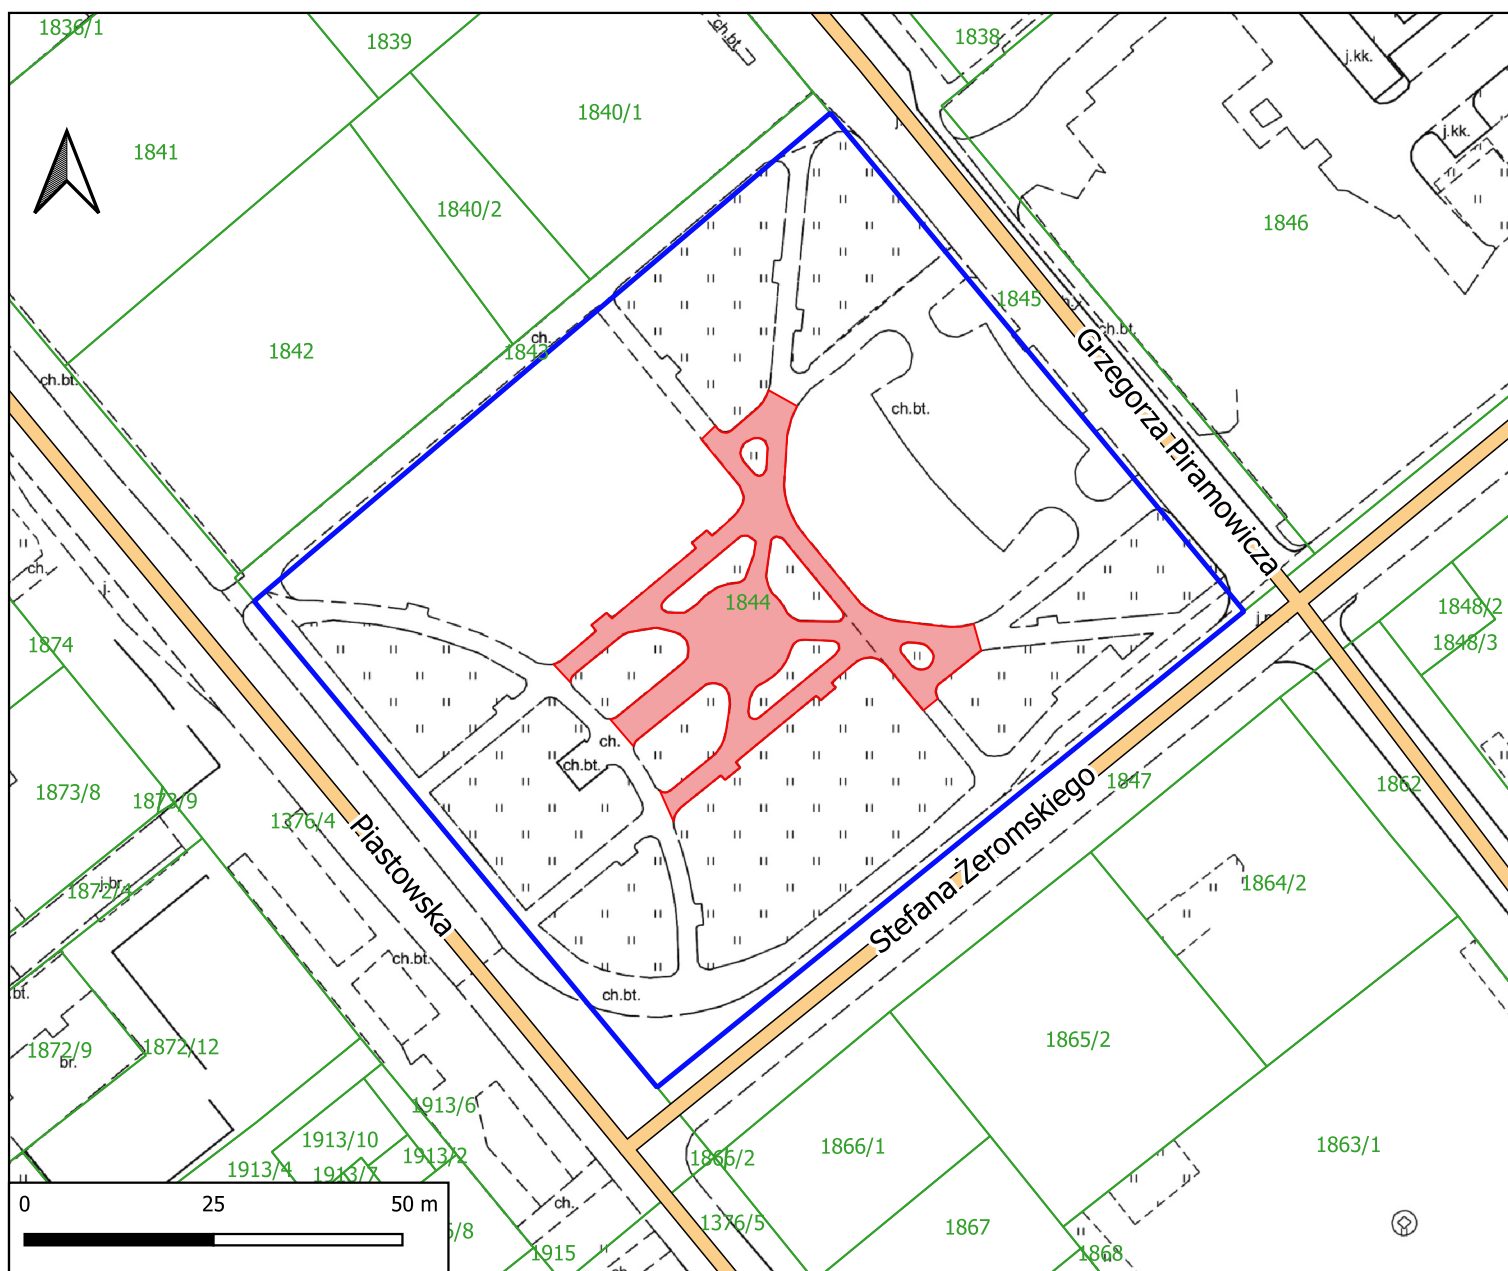 1836/1
1839
ch.bt.
1838
j.kk.
1840/1
1841
j.kk.
1840/2
1846
1845
ch.
1842
1843
ch.bt.
ch.bt.
ch.bt.
Grzegorza Piramowicza
ch.
j.
1844
1848/2
1848/3
1874
ch.
ch.bt.
1873/8
1873/9
1376/4
1847
1862
Piastowska
Stefana Żeromskiego
j.br.
1872/4
1864/2
ch.bt.
bt.
ch.bt.
1872/9
br.
1872/12
1865/2
1913/6
1913/10
1913/2
1913/4
1913/7
1866/2
1866/1
1863/1
0 25 50 m
ch.
/8
1376/5
1867
1915
1868